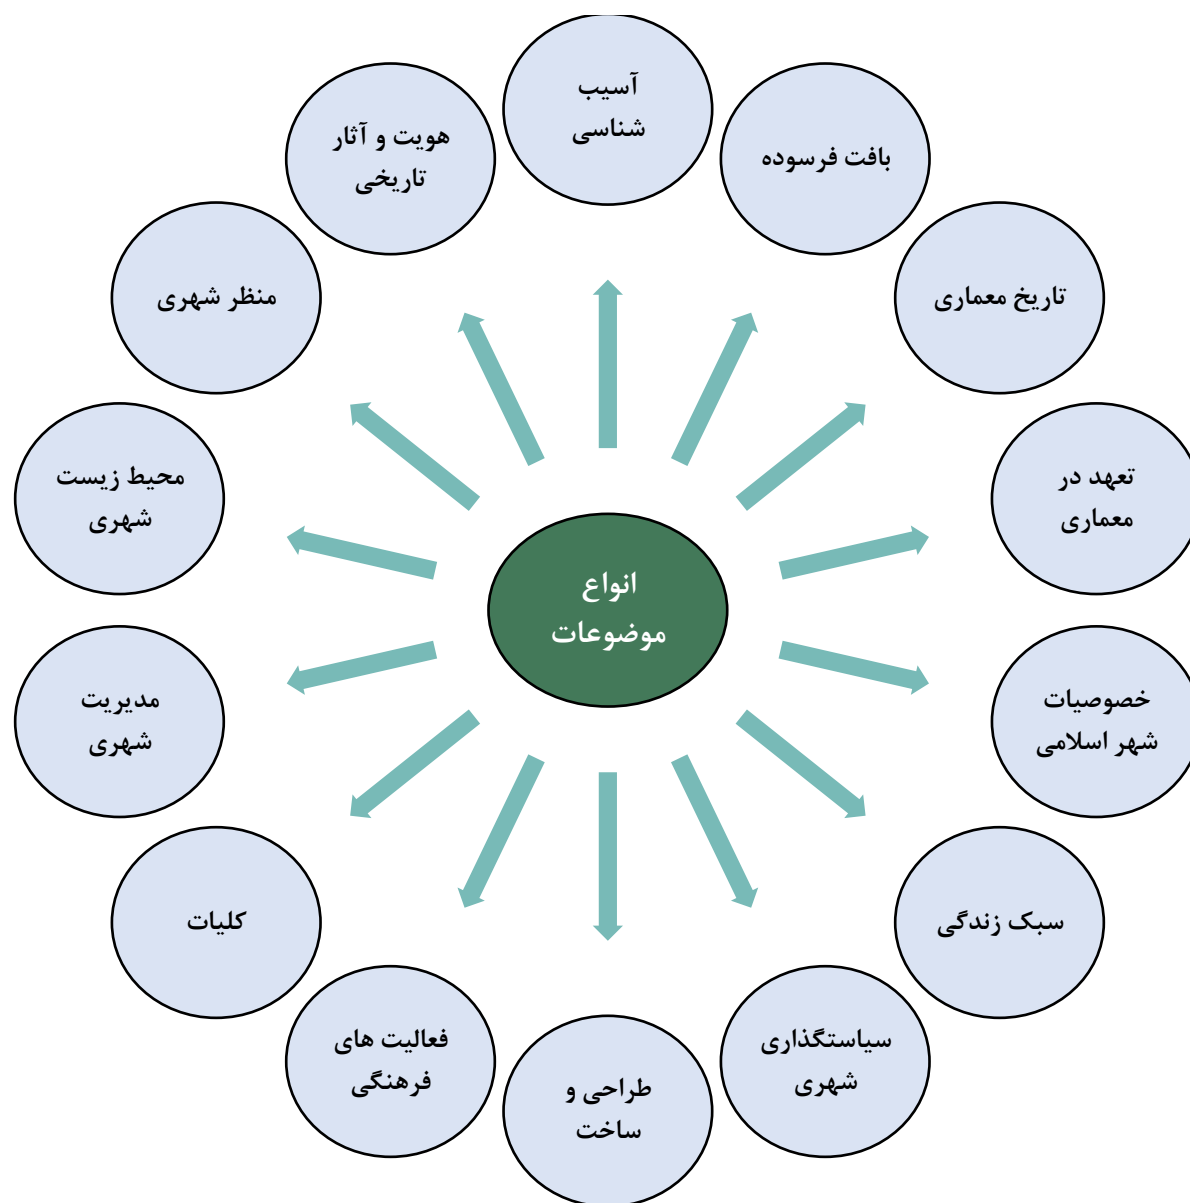 انواع
موضوعات
آسیب
شناسی
بافت فرسوده
تاریخ معماری
تعهد در
معماری
خصوصیات
شهر اسلامی
سبک زندگی
سیاستگذاری
شهری
طراحی و
ساخت
فعالیت های
فرهنگی
کلیات
مدیریت
شهری
محیط زیست
شهری
منظر شهری
هویت و آثار
تاریخی